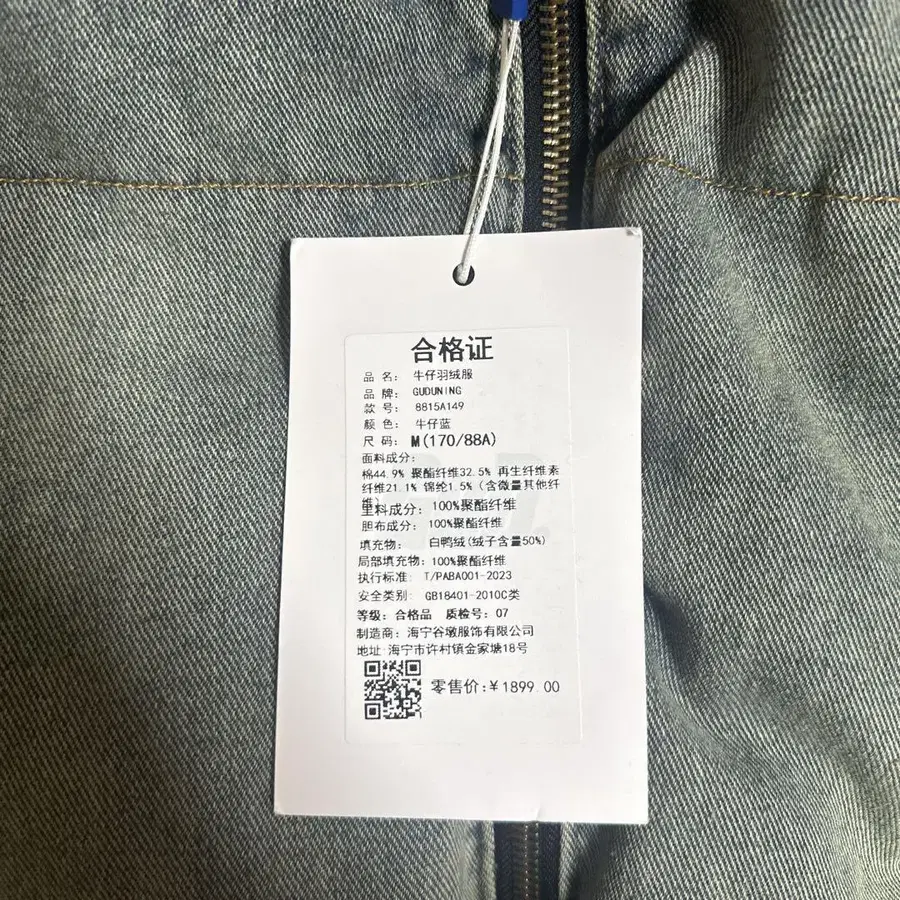 合格证
品 名： 牛仔羽绒服
品 牌： GUDUNING
款 号： 8815A149
颜 色： 牛仔蓝
尺 码： M(170/88A)
面料成分：
棉44.9% 聚酯纤维32.5% 再生纤维素
纤维21.1% 锦纶1.5% (含微量其他纤
维)
里料成分： 100%聚酯纤维
胆布成分： 100%聚酯纤维
填充物： 白鸭绒(绒子含量50%)
局部填充物：100%聚酯纤维
执行标准： T/PABA001-2023
安全类别： GB18401-2010C类
等级：合格品 质检号：07
制造商：海宁谷墩服饰有限公司
地址:海宁市许村镇金家塘18号
零售价:¥1899.00